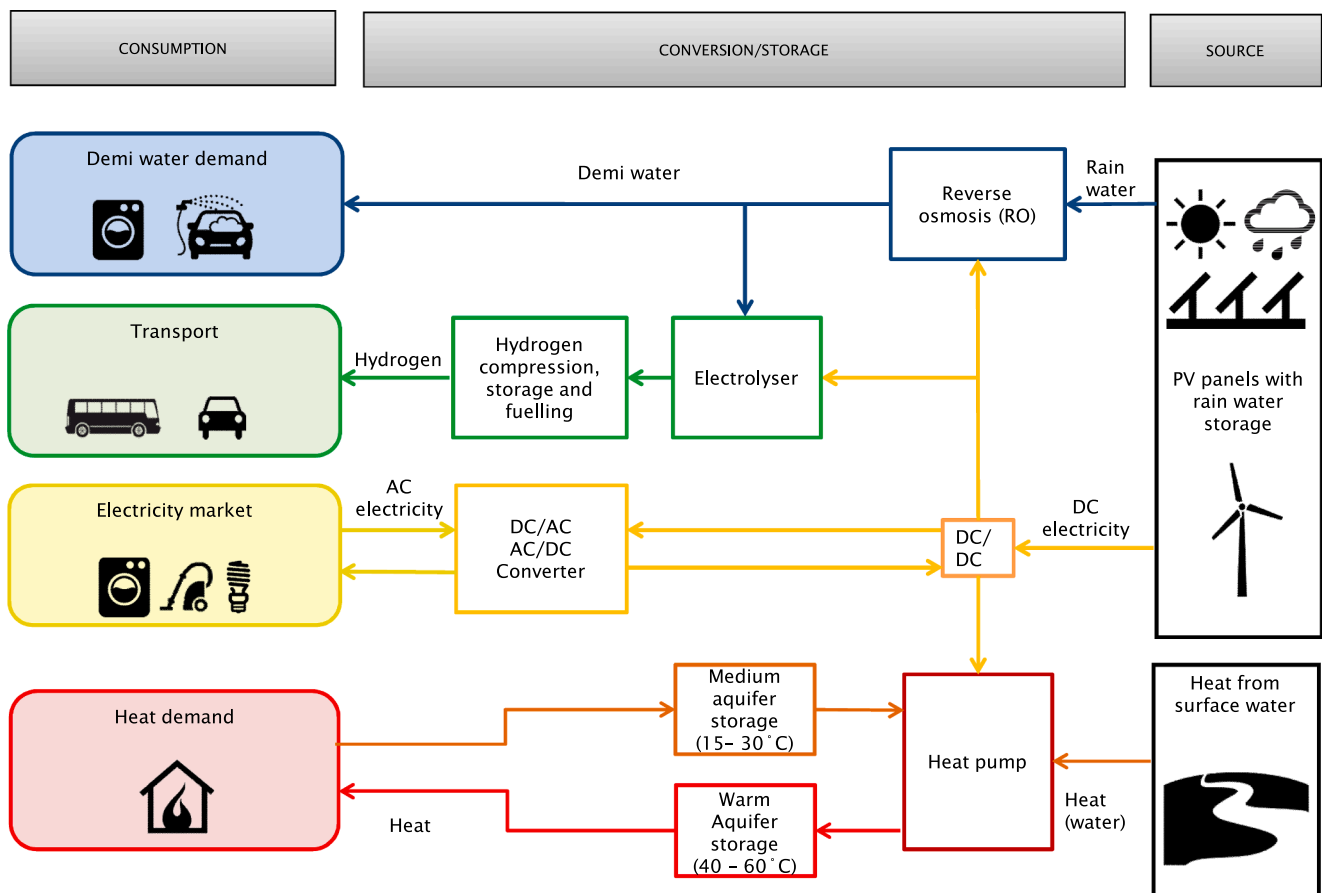 CONSUMPTION
CONVERSION/STORAGE
SOURCE
Demi water demand
Demi water
Reverse
osmosis (RO)
Rain
water
Transport
Hydrogen
Hydrogen
compression,
storage and
fuelling
Electrolyser
PV panels with
rain water
storage
Electricity market
AC
electricity
DC/AC
AC/DC
Converter
DC/
DC
DC
electricity
Heat demand
Heat
Medium
aquifer
storage
(15– 30˚C)
Warm
Aquifer
storage
(40 – 60˚C)
Heat pump
Heat
(water)
Heat from
surface water